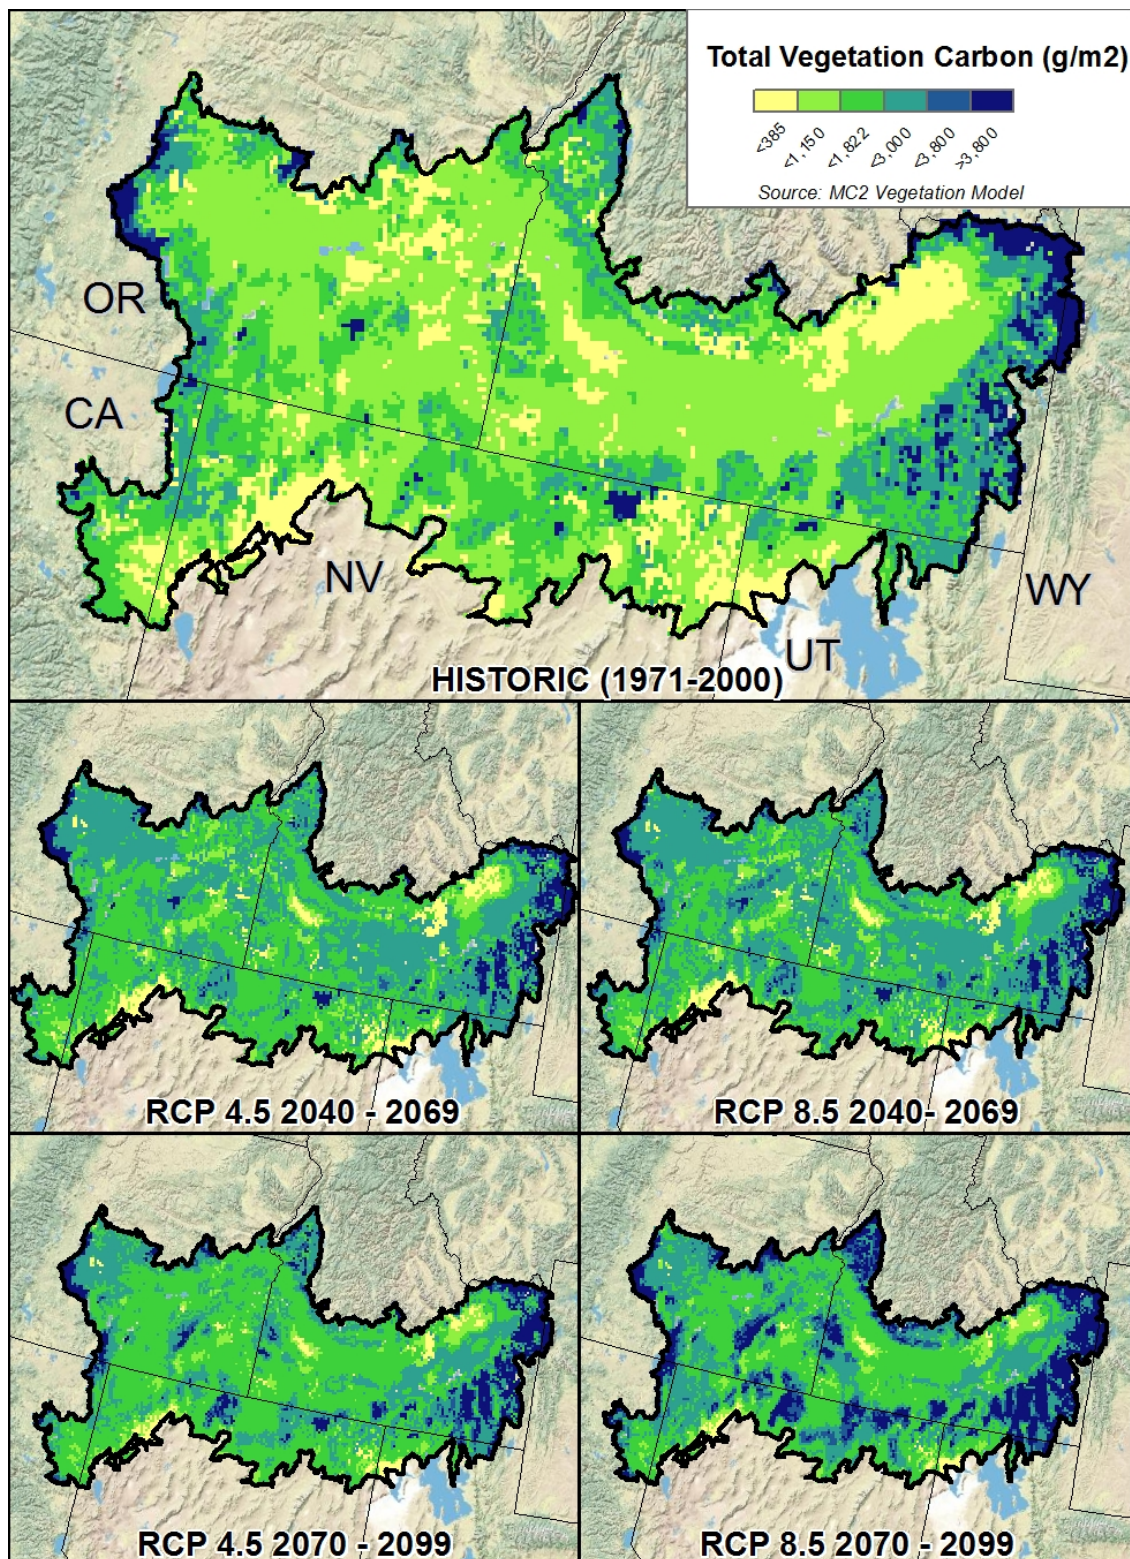 Total Vegetation Carbon (g/m2)
<385
<1,150
<1,822
<3,000
<3,800
>3,800
Source: MC2 Vegetation Model
OR
CA
NV
WY
UT
HISTORIC (1971-2000)
RCP 4.5 2040 - 2069
RCP 8.5 2040- 2069
RCP 4.5 2070 - 2099
RCP 8.5 2070 - 2099